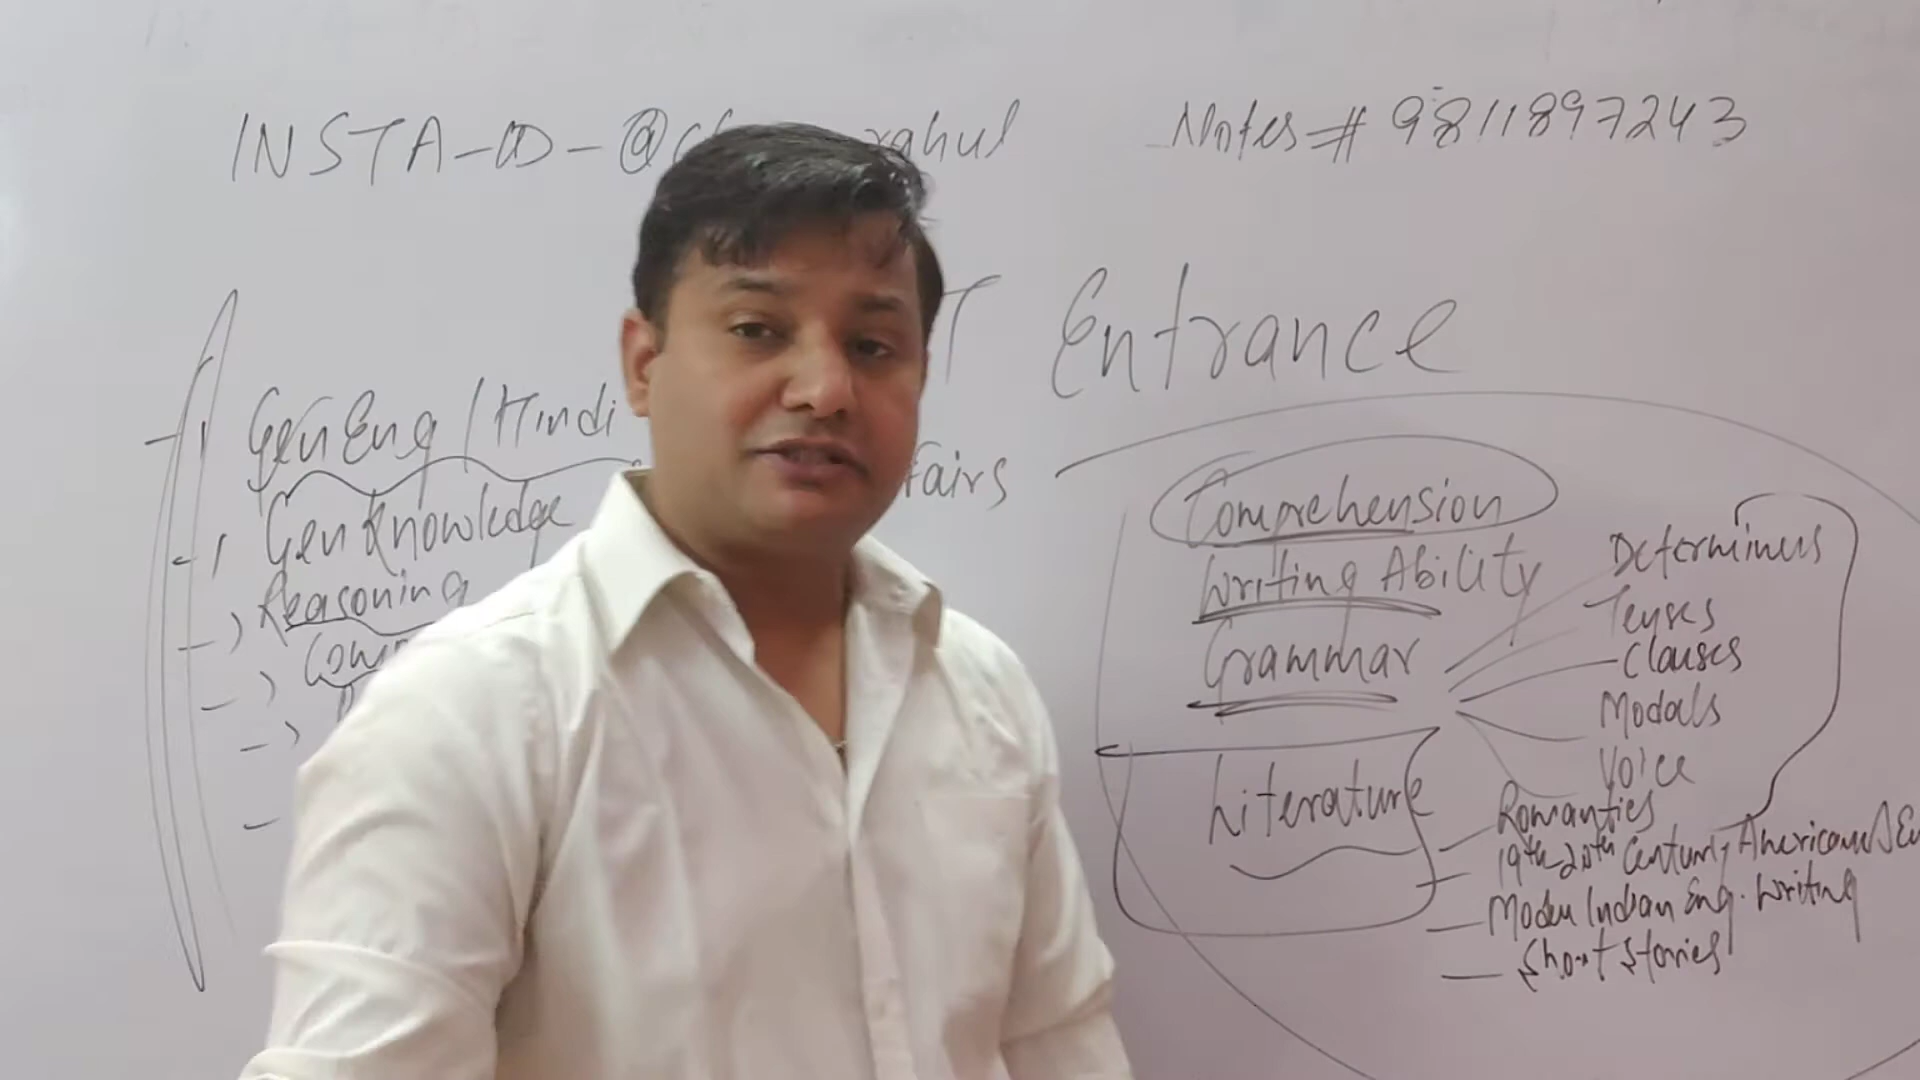 INSTA-ID-@ rahul
Notes # 9811897243
T Entrance
Gen Eng / Hindi
Gen Knowledge
fairs
Reasoning
Com
Comprehension
Writing Ability
Grammar
Literature
Determiners
Tenses
Clauses
Modals
Voice
Romantics
19th-20th Century American
Modern Indian Eng. Writing
Short Stories